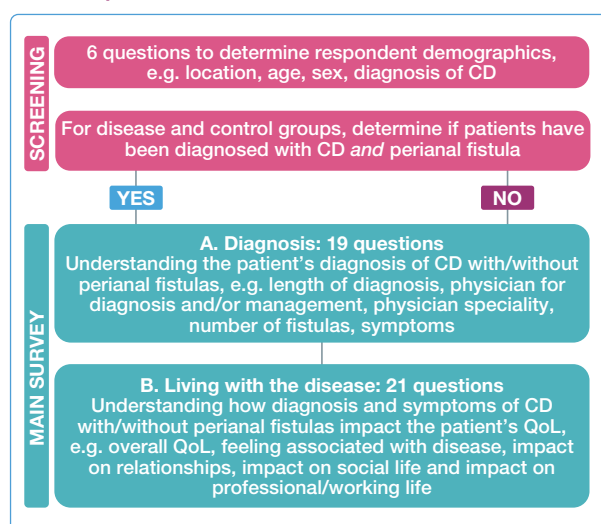 SCREENING
6 questions to determine respondent demographics,
e.g. location, age, sex, diagnosis of CD
For disease and control groups, determine if patients have
been diagnosed with CD and perianal fistula
YES
NO
MAIN SURVEY
A. Diagnosis: 19 questions
Understanding the patient’s diagnosis of CD with/without
perianal fistulas, e.g. length of diagnosis, physician for
diagnosis and/or management, physician speciality,
number of fistulas, symptoms
B. Living with the disease: 21 questions
Understanding how diagnosis and symptoms of CD
with/without perianal fistulas impact the patient’s QoL,
e.g. overall QoL, feeling associated with disease, impact
on relationships, impact on social life and impact on
professional/working life